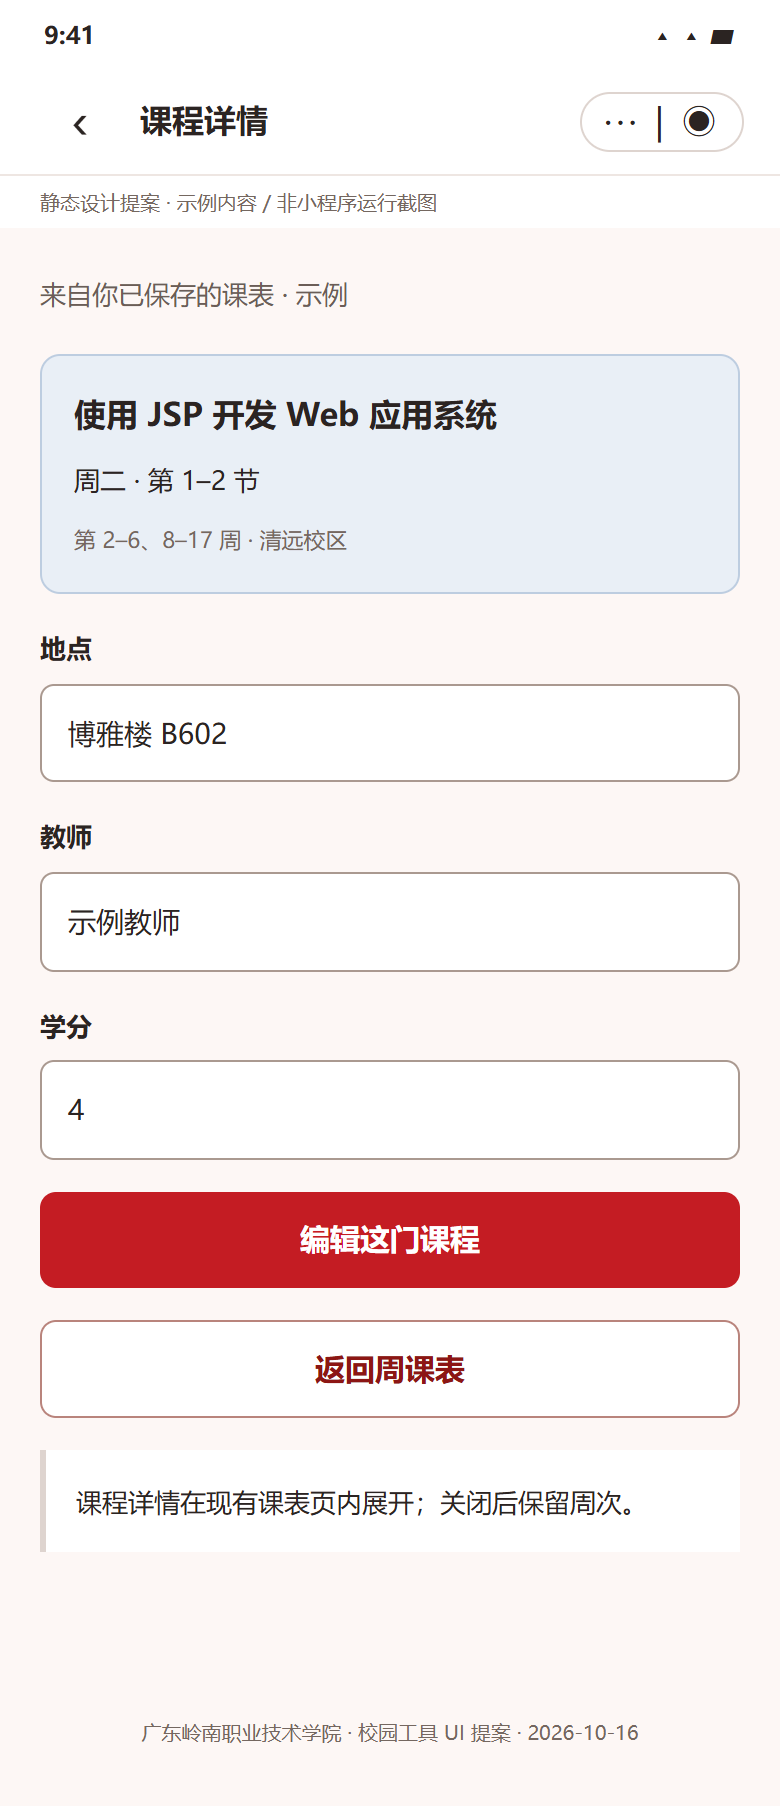 9:41
课程详情
静态设计提案 · 示例内容 / 非小程序运行截图
来自你已保存的课表 · 示例
使用 JSP 开发 Web 应用系统
周二 · 第 1–2 节
第 2–6、8–17 周 · 清远校区
地点
博雅楼 B602
教师
示例教师
学分
4
编辑这门课程
返回周课表
课程详情在现有课表页内展开；关闭后保留周次。
广东岭南职业技术学院 · 校园工具 UI 提案 · 2026-10-16